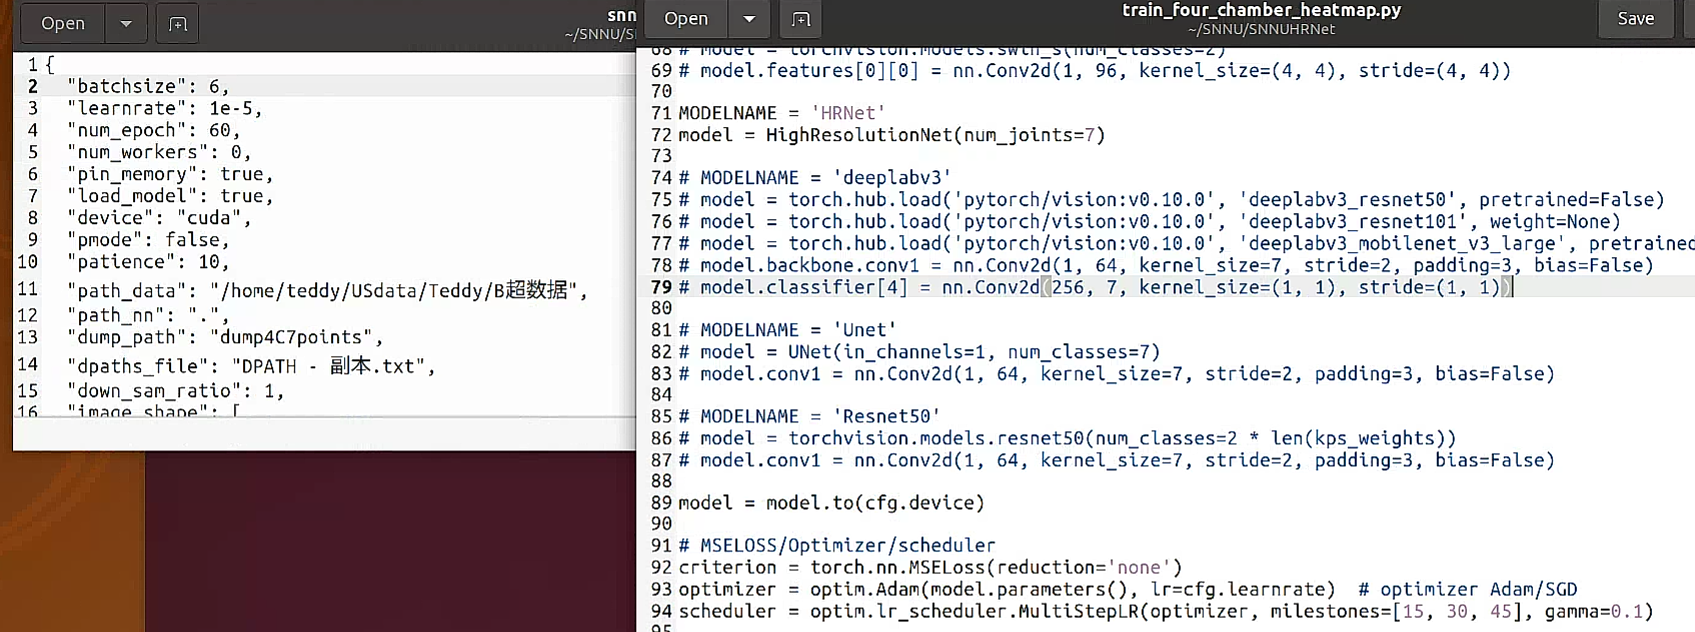 Open
snn
~/SNNU/S
1 {
2 "batchsize": 6,
3 "learnrate": 1e-5,
4 "num_epoch": 60,
5 "num_workers": 0,
6 "pin_memory": true,
7 "load_model": true,
8 "device": "cuda",
9 "pmode": false,
10 "patience": 10,
11 "path_data": "/home/teddy/USdata/Teddy/B超数据",
12 "path_nn": ".",
13 "dump_path": "dump4C7points",
14 "dpaths_file": "DPATH - 副本.txt",
15 "down_sam_ratio": 1,
16 "image_shape": [
Open
train_four_chamber_heatmap.py
~/SNNU/SNNUHRNet
Save
68 # model = torchvision.models.swin_s(num_classes=2)
69 # model.features[0][0] = nn.Conv2d(1, 96, kernel_size=(4, 4), stride=(4, 4))
70
71 MODELNAME = 'HRNet'
72 model = HighResolutionNet(num_joints=7)
73
74 # MODELNAME = 'deeplabv3'
75 # model = torch.hub.load('pytorch/vision:v0.10.0', 'deeplabv3_resnet50', pretrained=False)
76 # model = torch.hub.load('pytorch/vision:v0.10.0', 'deeplabv3_resnet101', weight=None)
77 # model = torch.hub.load('pytorch/vision:v0.10.0', 'deeplabv3_mobilenet_v3_large', pretrained
78 # model.backbone.conv1 = nn.Conv2d(1, 64, kernel_size=7, stride=2, padding=3, bias=False)
79 # model.classifier[4] = nn.Conv2d(256, 7, kernel_size=(1, 1), stride=(1, 1))
80
81 # MODELNAME = 'Unet'
82 # model = UNet(in_channels=1, num_classes=7)
83 # model.conv1 = nn.Conv2d(1, 64, kernel_size=7, stride=2, padding=3, bias=False)
84
85 # MODELNAME = 'Resnet50'
86 # model = torchvision.models.resnet50(num_classes=2 * len(kps_weights))
87 # model.conv1 = nn.Conv2d(1, 64, kernel_size=7, stride=2, padding=3, bias=False)
88
89 model = model.to(cfg.device)
90
91 # MSELOSS/Optimizer/scheduler
92 criterion = torch.nn.MSELoss(reduction='none')
93 optimizer = optim.Adam(model.parameters(), lr=cfg.learnrate)  # optimizer Adam/SGD
94 scheduler = optim.lr_scheduler.MultiStepLR(optimizer, milestones=[15, 30, 45], gamma=0.1)
95